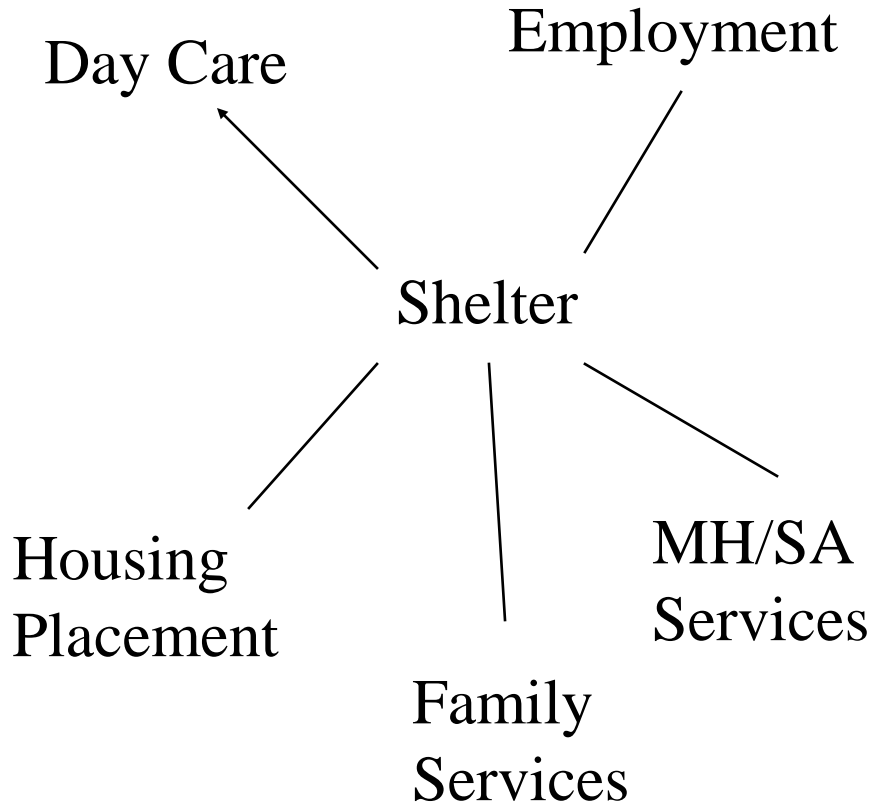 Day Care
Employment
Shelter
Housing
Placement
MH/SA
Services
Family
Services